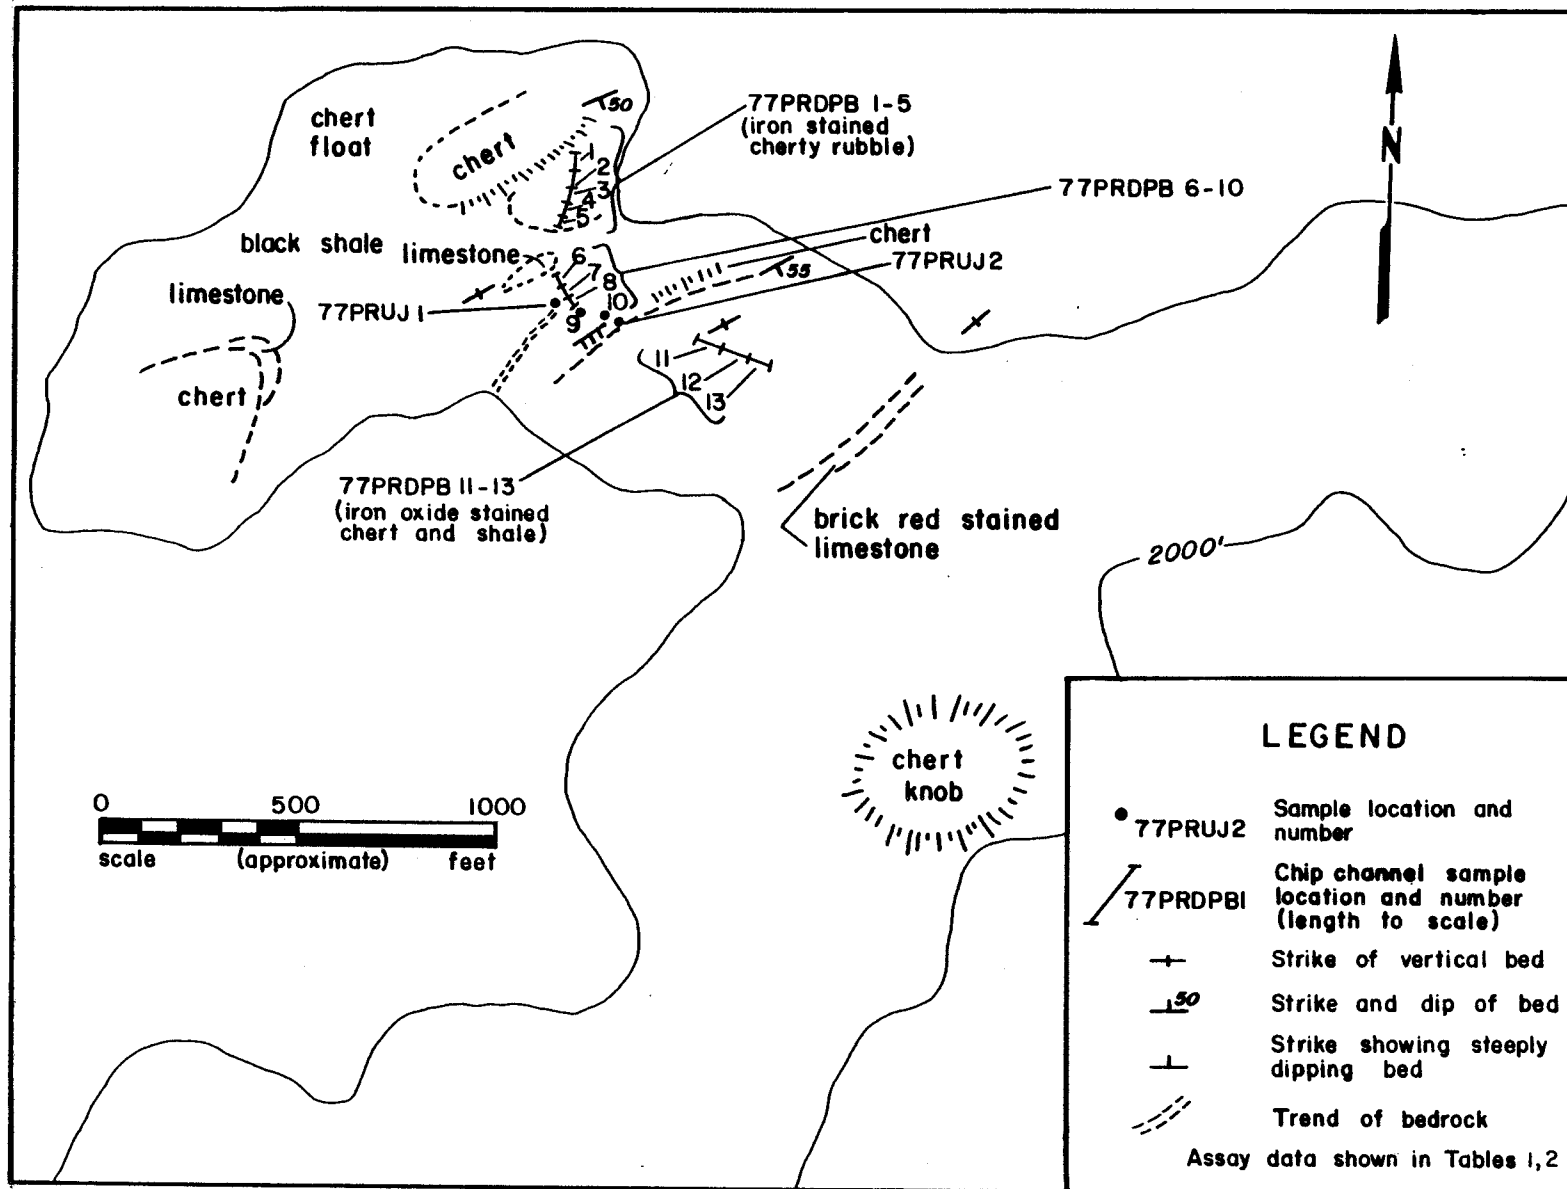 50
77PRDPB 1-5
(iron stained
cherty rubble)
chert
float
chert
N
1
2
3
4
5
77PRDPB 6-10
chert
77PRUJ2
black shale
limestone
6
7
8
55
limestone
77PRUJ 1
10
9
11
12
13
chert
77PRDPB 11-13
(iron oxide stained
chert and shale)
brick red stained
limestone
2000'
chert
knob
0 500 1000
scale (approximate) feet
LEGEND
77PRUJ2 Sample location and
number
77PRDPB1 Chip channel sample
location and number
(length to scale)
Strike of vertical bed
50 Strike and dip of bed
Strike showing steeply
dipping bed
Trend of bedrock
Assay data shown in Tables 1,2